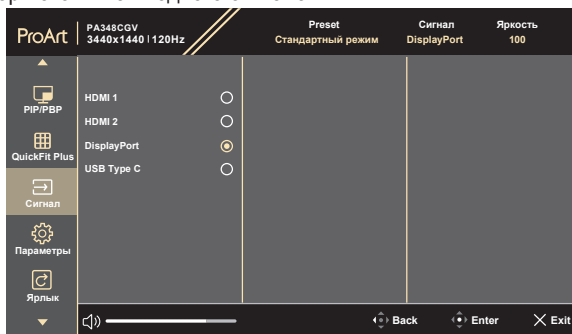 ProArt
PA348CGV
3440x1440 | 120Hz
Preset
Стандартный режим
Сигнал
DisplayPort
Яркость
100
PIP/PBP
QuickFit Plus
Сигнал
Параметры
Ярлык
HDMI 1
HDMI 2
DisplayPort
USB Type C
Back
Enter
Exit